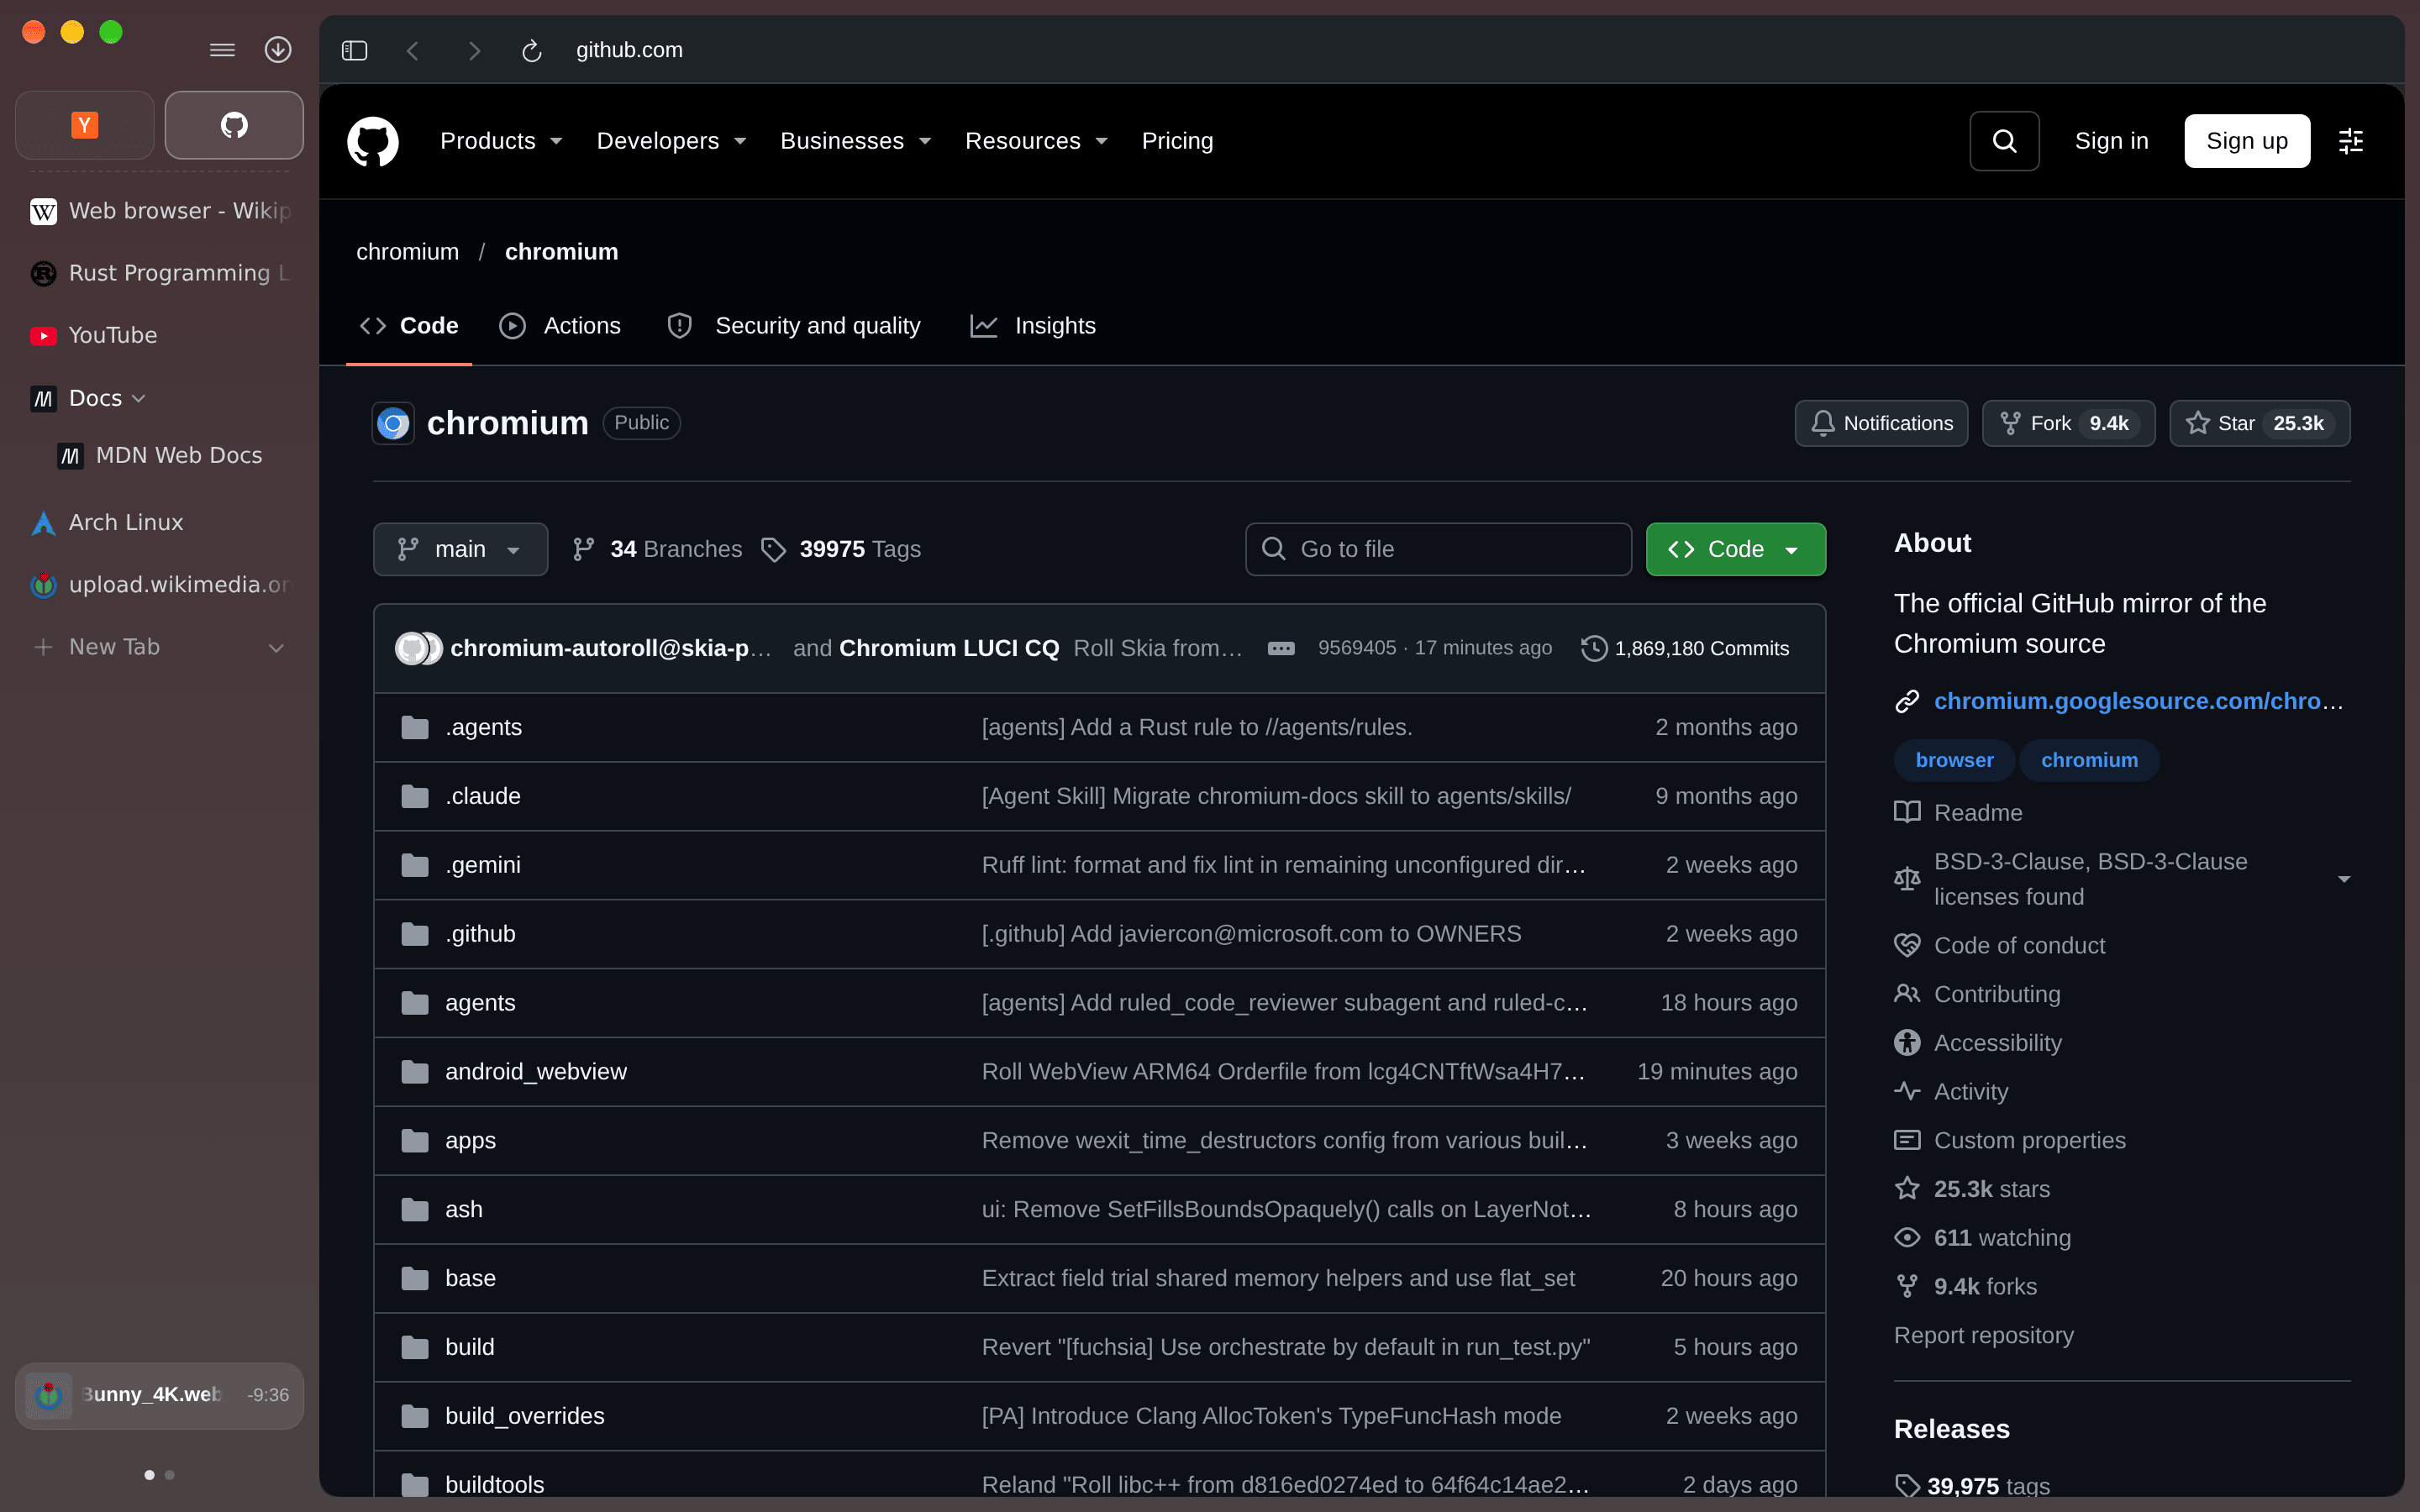 github.com
Y
Web browser - Wikip
Rust Programming L
YouTube
Docs
MDN Web Docs
Arch Linux
upload.wikimedia.or
New Tab
Bunny_4K.web -9:36
Products Developers Businesses Resources Pricing
Sign in Sign up
chromium / chromium
Code Actions Security and quality Insights
chromium Public
Notifications Fork 9.4k Star 25.3k
main 34 Branches 39975 Tags
Go to file Code
chromium-autoroll@skia-p… and Chromium LUCI CQ Roll Skia from… 9569405 · 17 minutes ago 1,869,180 Commits
.agents [agents] Add a Rust rule to //agents/rules. 2 months ago
.claude [Agent Skill] Migrate chromium-docs skill to agents/skills/ 9 months ago
.gemini Ruff lint: format and fix lint in remaining unconfigured dir… 2 weeks ago
.github [.github] Add javiercon@microsoft.com to OWNERS 2 weeks ago
agents [agents] Add ruled_code_reviewer subagent and ruled-c… 18 hours ago
android_webview Roll WebView ARM64 Orderfile from lcg4CNTftWsa4H7… 19 minutes ago
apps Remove wexit_time_destructors config from various buil… 3 weeks ago
ash ui: Remove SetFillsBoundsOpaquely() calls on LayerNot… 8 hours ago
base Extract field trial shared memory helpers and use flat_set 20 hours ago
build Revert "[fuchsia] Use orchestrate by default in run_test.py" 5 hours ago
build_overrides [PA] Introduce Clang AllocToken's TypeFuncHash mode 2 weeks ago
buildtools Reland "Roll libc++ from d816ed0274ed to 64f64c14ae2… 2 days ago
About
The official GitHub mirror of the
Chromium source
chromium.googlesource.com/chro…
browser chromium
Readme
BSD-3-Clause, BSD-3-Clause
licenses found
Code of conduct
Contributing
Accessibility
Activity
Custom properties
25.3k stars
611 watching
9.4k forks
Report repository
Releases
39,975 tags